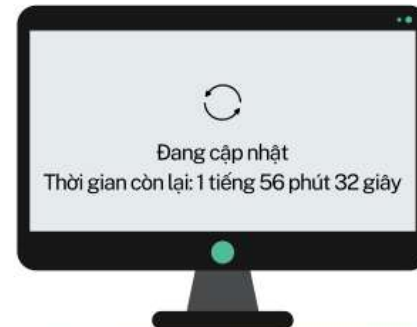 Đang cập nhật
Thời gian còn lại: 1 tiếng 56 phút 32 giây